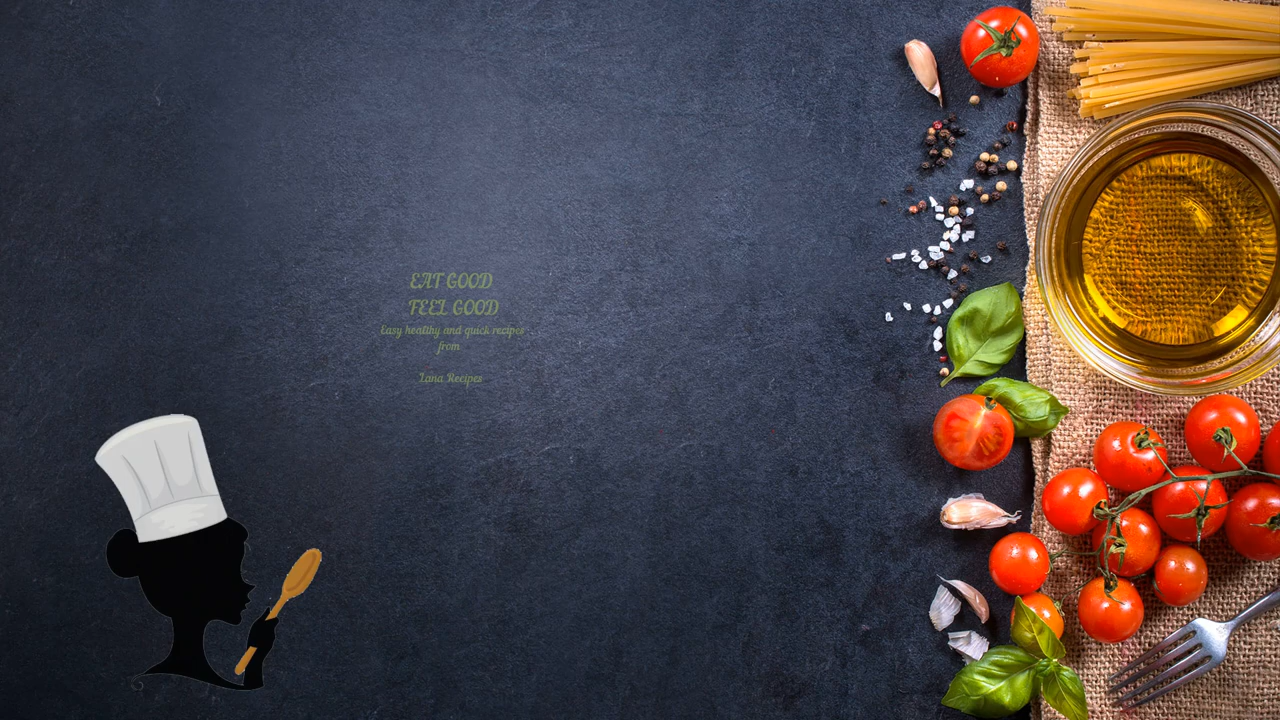 EAT GOOD
FEEL GOOD
Easy healthy and quick recipes
from
Lana Recipes